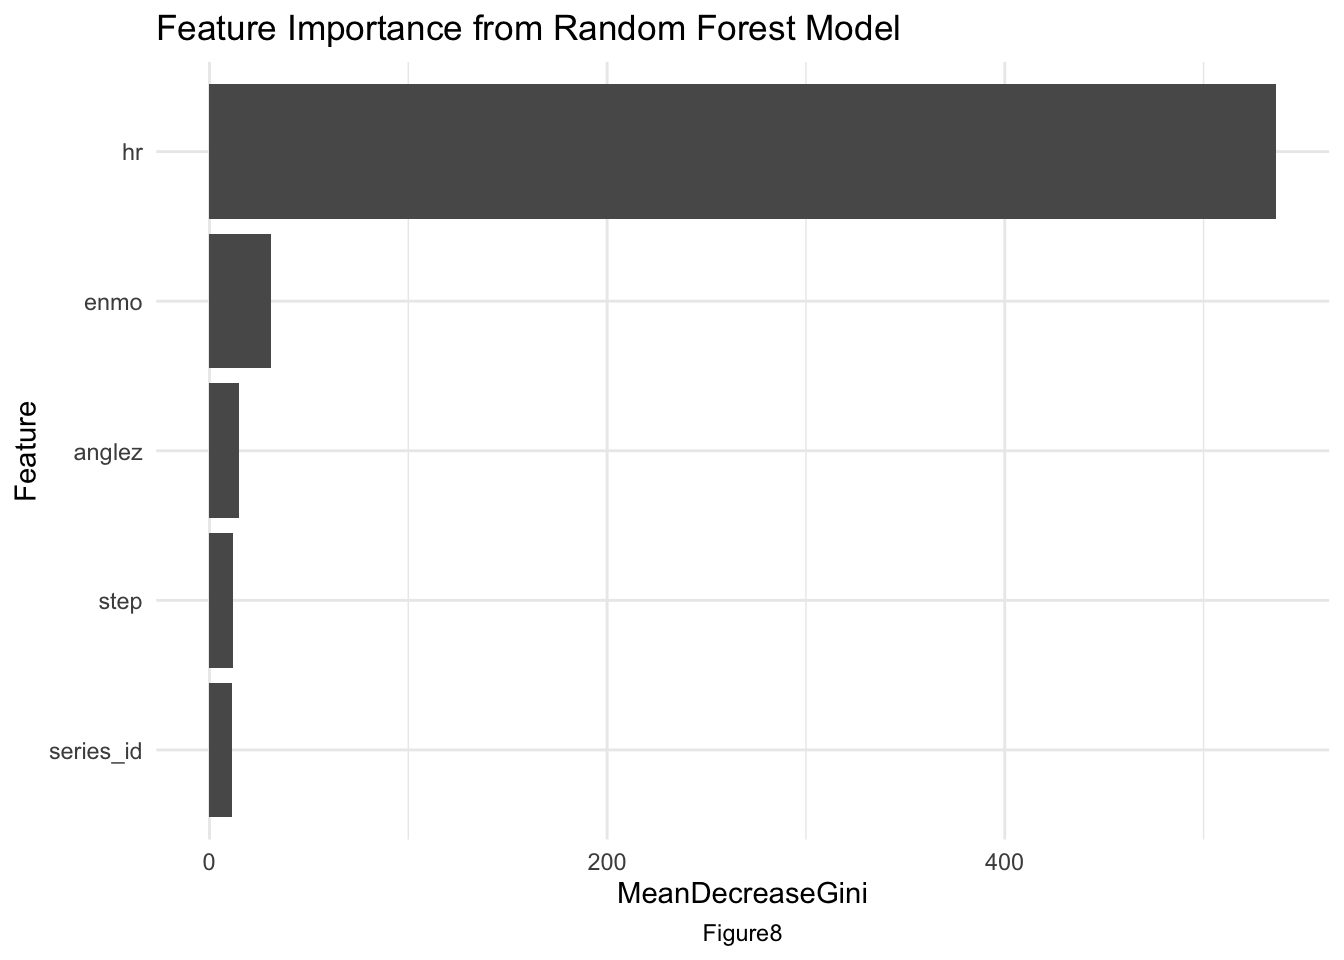 Feature Importance from Random Forest Model
Feature
hr
enmo
anglez
step
series_id
0 200 400
MeanDecreaseGini
Figure8